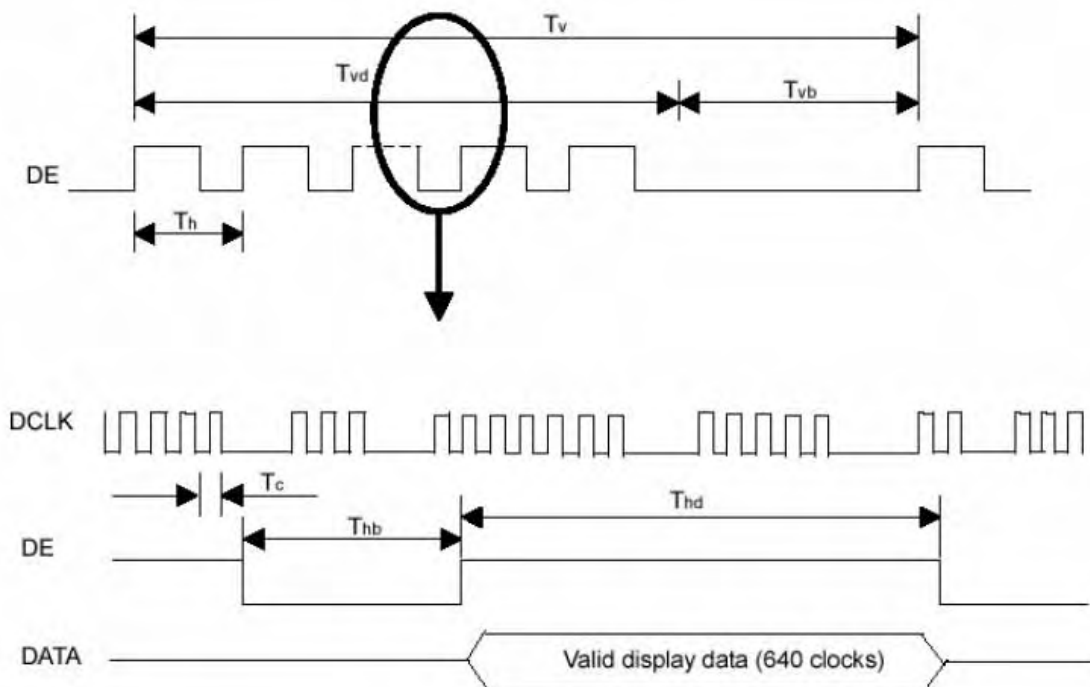 Tv
Tvd
Tvb
DE
Th
DCLK
Tc
Thd
Thb
DE
DATA
Valid display data (640 clocks)